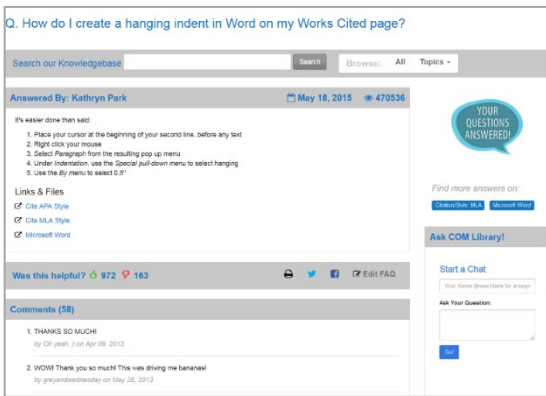 Q. How do I create a hanging indent in Word on my Works Cited page?
Search our Knowledgebase
Search
Browse: All Topics
Answered By: Kathryn Park
May 18, 2015 470536
It's easier done than said:
1. Place your cursor at the beginning of your second line, before any text
2. Right click your mouse
3. Select Paragraph from the resulting pop up menu
4. Under Indentation, use the Special pull-down menu to select hanging
5. Use the By menu to select 0.5"
Links & Files
Cite APA Style
Cite MLA Style
Microsoft Word
Was this helpful? 972 163
Edit FAQ
Comments (58)
1. THANKS SO MUCH!
by Oh yeah :) on Apr 09, 2013.
2. WOW! Thank you so much! This was driving me bananas!
by greyandwednesday on May 28, 2013.
YOUR
QUESTIONS
ANSWERED!
Find more answers on:
Citation/Style: MLA Microsoft Word
Ask COM Library!
Start a Chat
Your Name (leave blank for anonym
Ask Your Question:
Go!